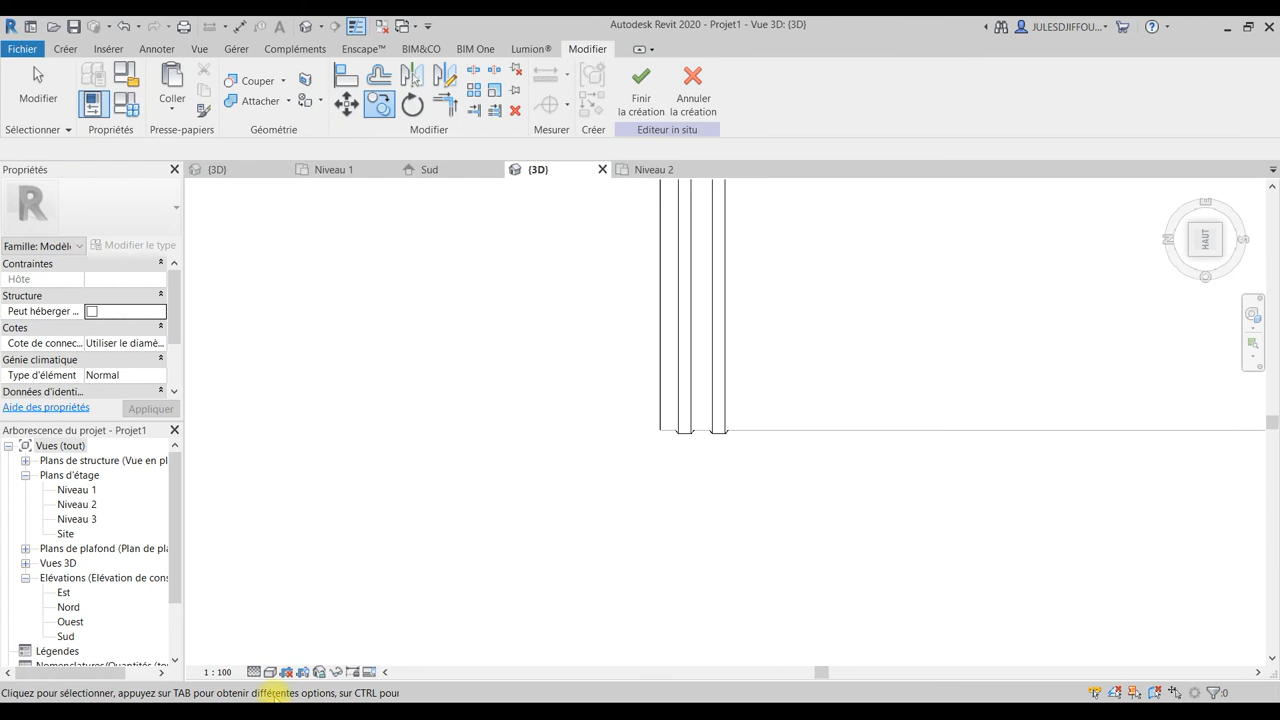 Autodesk Revit 2020 - Projet1 - Vue 3D: {3D}
JULESDJIFFOU...
Fichier Créer Insérer Annoter Vue Gérer Compléments Enscape™ BIM&CO BIM One Lumion® Modifier
Modifier
Coller
Couper
Attacher
Finir
la création
Annuler
la création
Sélectionner Propriétés Presse-papiers Géométrie Modifier Mesurer Créer Editeur in situ
Propriétés
{3D} Niveau 1 Sud {3D} Niveau 2
HAUT
Famille: Modèl
Modifier le type
Contraintes
Hôte
Structure
Peut héberger ...
Cotes
Cote de connec... Utiliser le diamè...
Génie climatique
Type d'élément Normal
Données d'identi...
Aide des propriétés Appliquer
Arborescence du projet - Projet1
Vues (tout)
Plans de structure (Vue en pl
Plans d'étage
Niveau 1
Niveau 2
Niveau 3
Site
Plans de plafond (Plan de pla
Vues 3D
Elévations (Elévation de cons
Est
Nord
Ouest
Sud
Légendes
1 : 100
Cliquez pour sélectionner, appuyez sur TAB pour obtenir différentes options, sur CTRL pour
:0